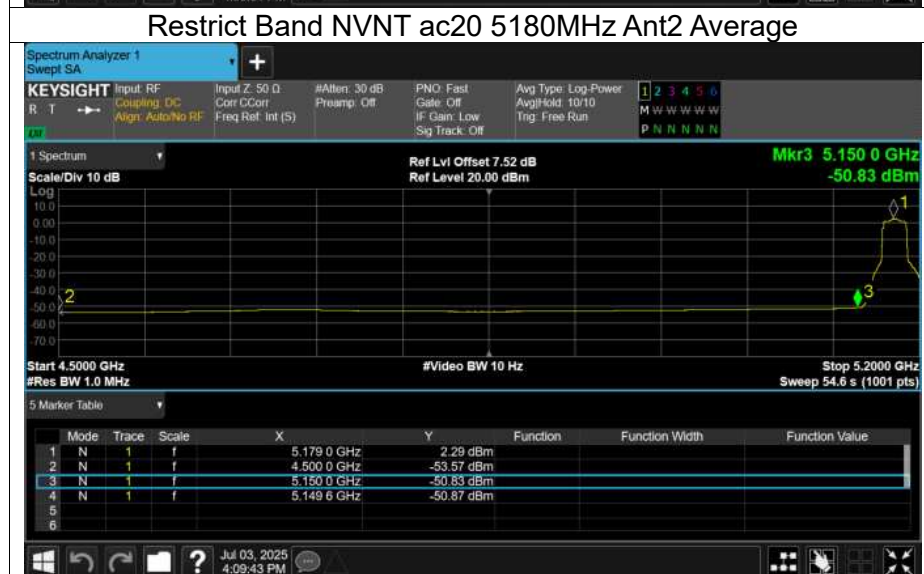 Restrict Band NVNT ac20 5180MHz Ant2 Average
Spectrum Analyzer 1
Swept SA
+
KEYSIGHT Input: RF Input Z: 50 Ω #Atten: 30 dB PNO: Fast Avg Type: Log-Power 1 2 3 4 5 6
R T Coupling: DC Corr CCorr Preamp: Off Gate: Off Avg|Hold: 10/10 M W W W W W
Align: Auto/No RF Freq Ref: Int (S) IF Gain: Low Trig: Free Run
Sig Track: Off P N N N N N
1 Spectrum Ref Lvl Offset 7.52 dB Mkr3 5.150 0 GHz
Scale/Div 10 dB Ref Level 20.00 dBm -50.83 dBm
Log
10.0 1
0.00
-10.0
-20.0
-30.0
-40.0 2 3
-50.0
-60.0
-70.0
Start 4.5000 GHz #Video BW 10 Hz Stop 5.2000 GHz
#Res BW 1.0 MHz Sweep 54.6 s (1001 pts)
5 Marker Table
Mode Trace Scale X Y Function Function Width Function Value
1 N 1 f 5.179 0 GHz 2.29 dBm
2 N 1 f 4.500 0 GHz -53.57 dBm
3 N 1 f 5.150 0 GHz -50.83 dBm
4 N 1 f 5.149 6 GHz -50.87 dBm
5
6
? Jul 03, 2025
4:09:43 PM